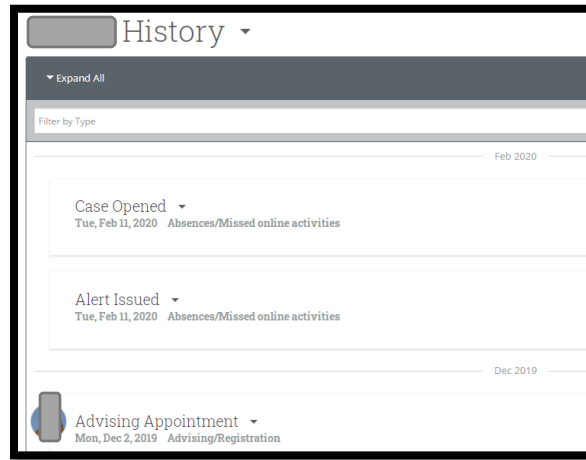 History
Expand All
Filter by Type
Feb 2020
Case Opened
Tue, Feb 11, 2020 Absences/Missed online activities
Alert Issued
Tue, Feb 11, 2020 Absences/Missed online activities
Dec 2019
Advising Appointment
Mon, Dec 2, 2019 Advising/Registration